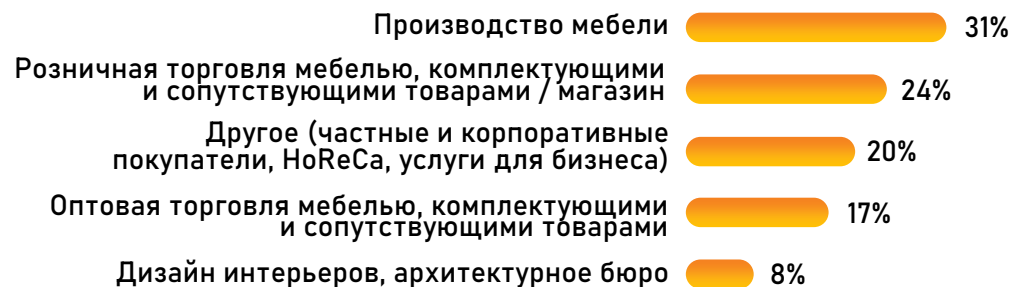 Производство мебели 31%
Розничная торговля мебелью, комплектующими
и сопутствующими товарами / магазин 24%
Другое (частные и корпоративные
покупатели, HoReCa, услуги для бизнеса) 20%
Оптовая торговля мебелью, комплектующими
и сопутствующими товарами 17%
Дизайн интерьеров, архитектурное бюро 8%